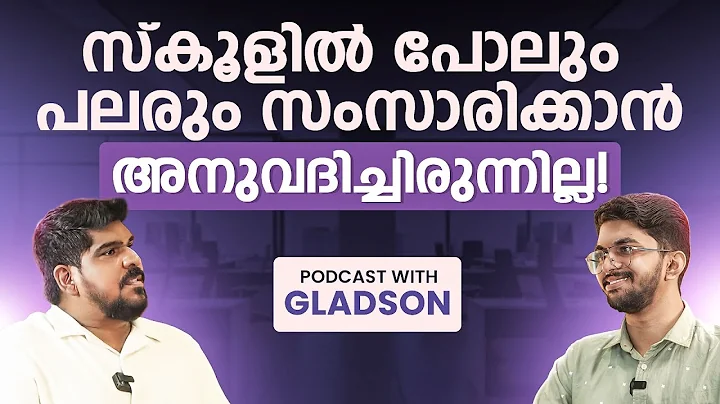 സ്കൂളിൽ പോലും
പലരും സംസാരിക്കാൻ
അനുവദിച്ചിരുന്നില്ല!
PODCAST WITH
GLADSON